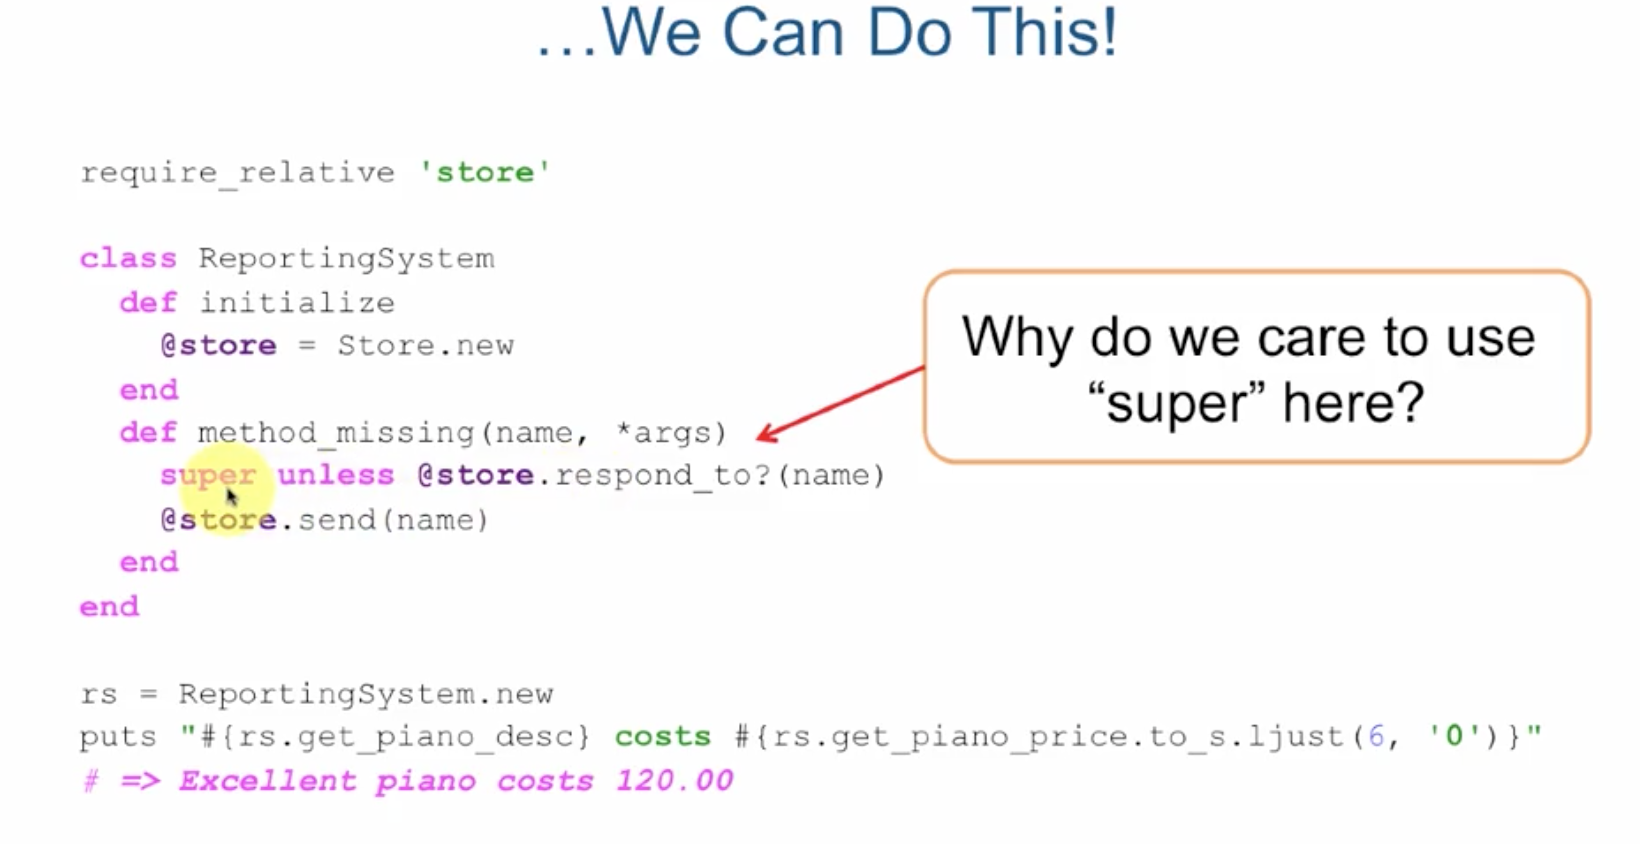 …We Can Do This!
require_relative 'store'
class ReportingSystem
  def initialize
    @store = Store.new
  end
  def method_missing(name, *args)
    super unless @store.respond_to?(name)
    @store.send(name)
  end
end
Why do we care to use
“super” here?
rs = ReportingSystem.new
puts "#{rs.get_piano_desc} costs #{rs.get_piano_price.to_s.ljust(6, '0')}"
# => Excellent piano costs 120.00